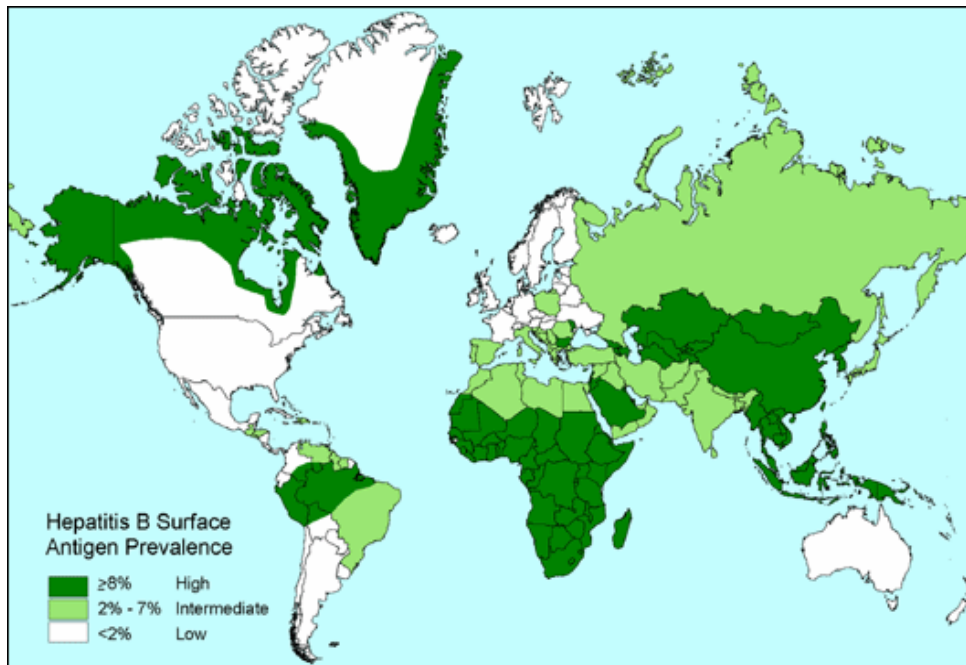 Hepatitis B Surface
Antigen Prevalence
≥8% High
2% - 7% Intermediate
<2% Low